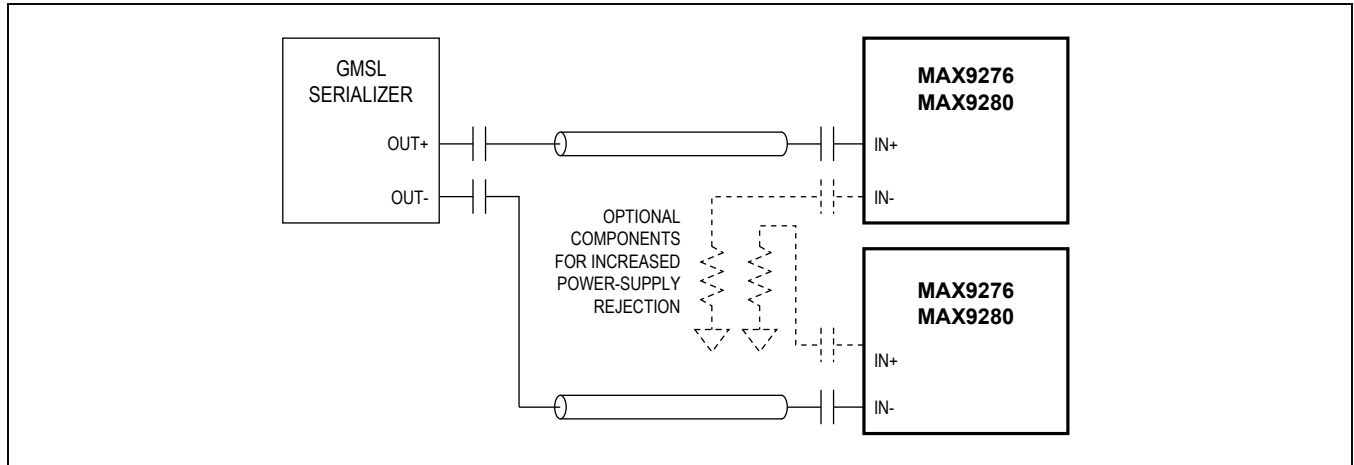 GMSL
SERIALIZER
OUT+
OUT-
OPTIONAL
COMPONENTS
FOR INCREASED
POWER-SUPPLY
REJECTION
MAX9276
MAX9280
IN+
IN-
MAX9276
MAX9280
IN+
IN-